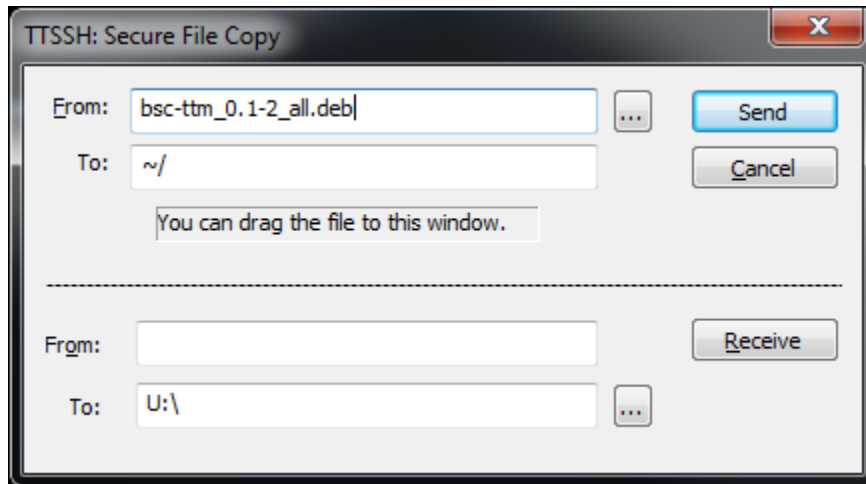 TTSSH: Secure File Copy
From: bsc-ttm_0.1-2_all.deb ... Send
To: ~/ Cancel
You can drag the file to this window.
From: Receive
To: U:\ ...